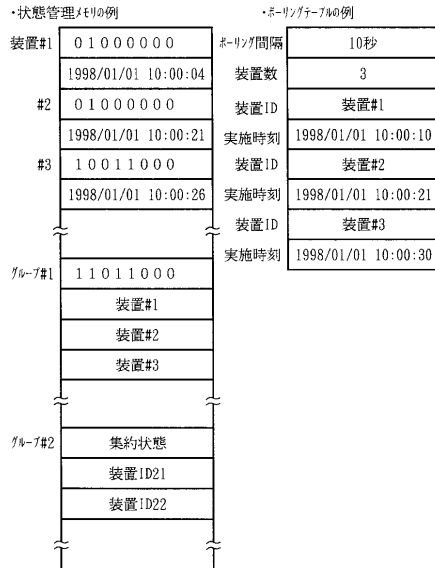 ・状態管理ﾒﾓﾘの例
装置#1
01000000
1998/01/01 10:00:04
#2
01000000
1998/01/01 10:00:21
#3
10011000
1998/01/01 10:00:26
ｸﾞﾙｰﾌﾟ#1
11011000
装置#1
装置#2
装置#3
ｸﾞﾙｰﾌﾟ#2
集約状態
装置ID21
装置ID22
・ﾎﾟｰﾘﾝｸﾞﾃｰﾌﾞﾙの例
ﾎﾟｰﾘﾝｸﾞ間隔 10秒
装置数 3
装置ID 装置#1
実施時刻 1998/01/01 10:00:10
装置ID 装置#2
実施時刻 1998/01/01 10:00:21
装置ID 装置#3
実施時刻 1998/01/01 10:00:30